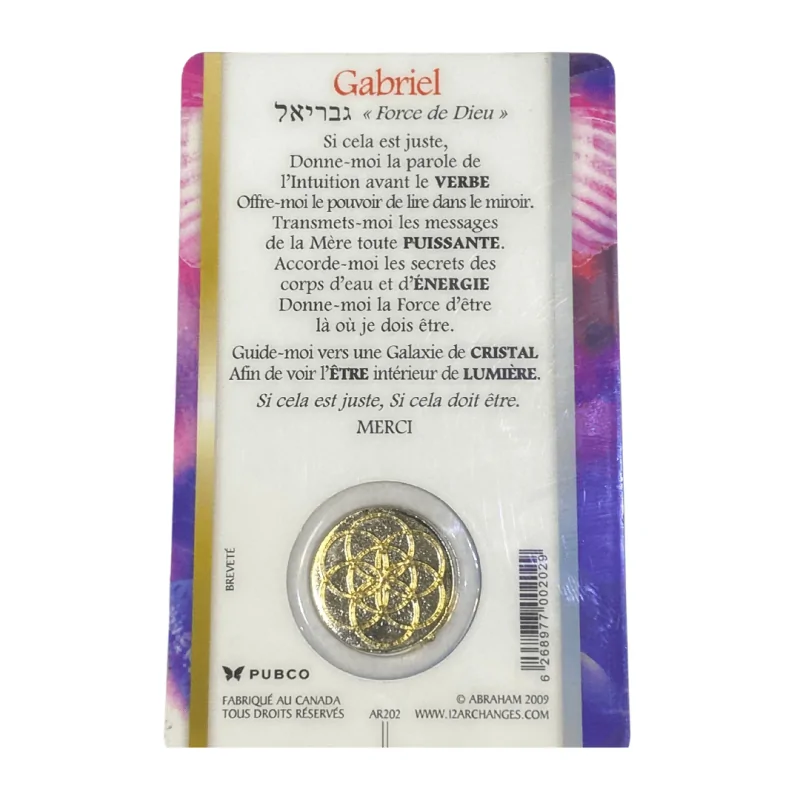 Gabriel
גבריאל « Force de Dieu »
Si cela est juste,
Donne-moi la parole de
l'Intuition avant le VERBE
Offre-moi le pouvoir de lire dans le miroir.
Transmets-moi les messages
de la Mère toute PUISSANTE.
Accorde-moi les secrets des
corps d'eau et d'ÉNERGIE
Donne-moi la Force d'être
là où je dois être.
Guide-moi vers une Galaxie de CRISTAL
Afin de voir l'ÊTRE intérieur de LUMIÈRE.
Si cela est juste, Si cela doit être.
MERCI
BREVETÉ
6 268977 002029
PUBCO
FABRIQUÉ AU CANADA
© ABRAHAM 2009
TOUS DROITS RÉSERVÉS AR202 WWW.12ARCHANGES.COM